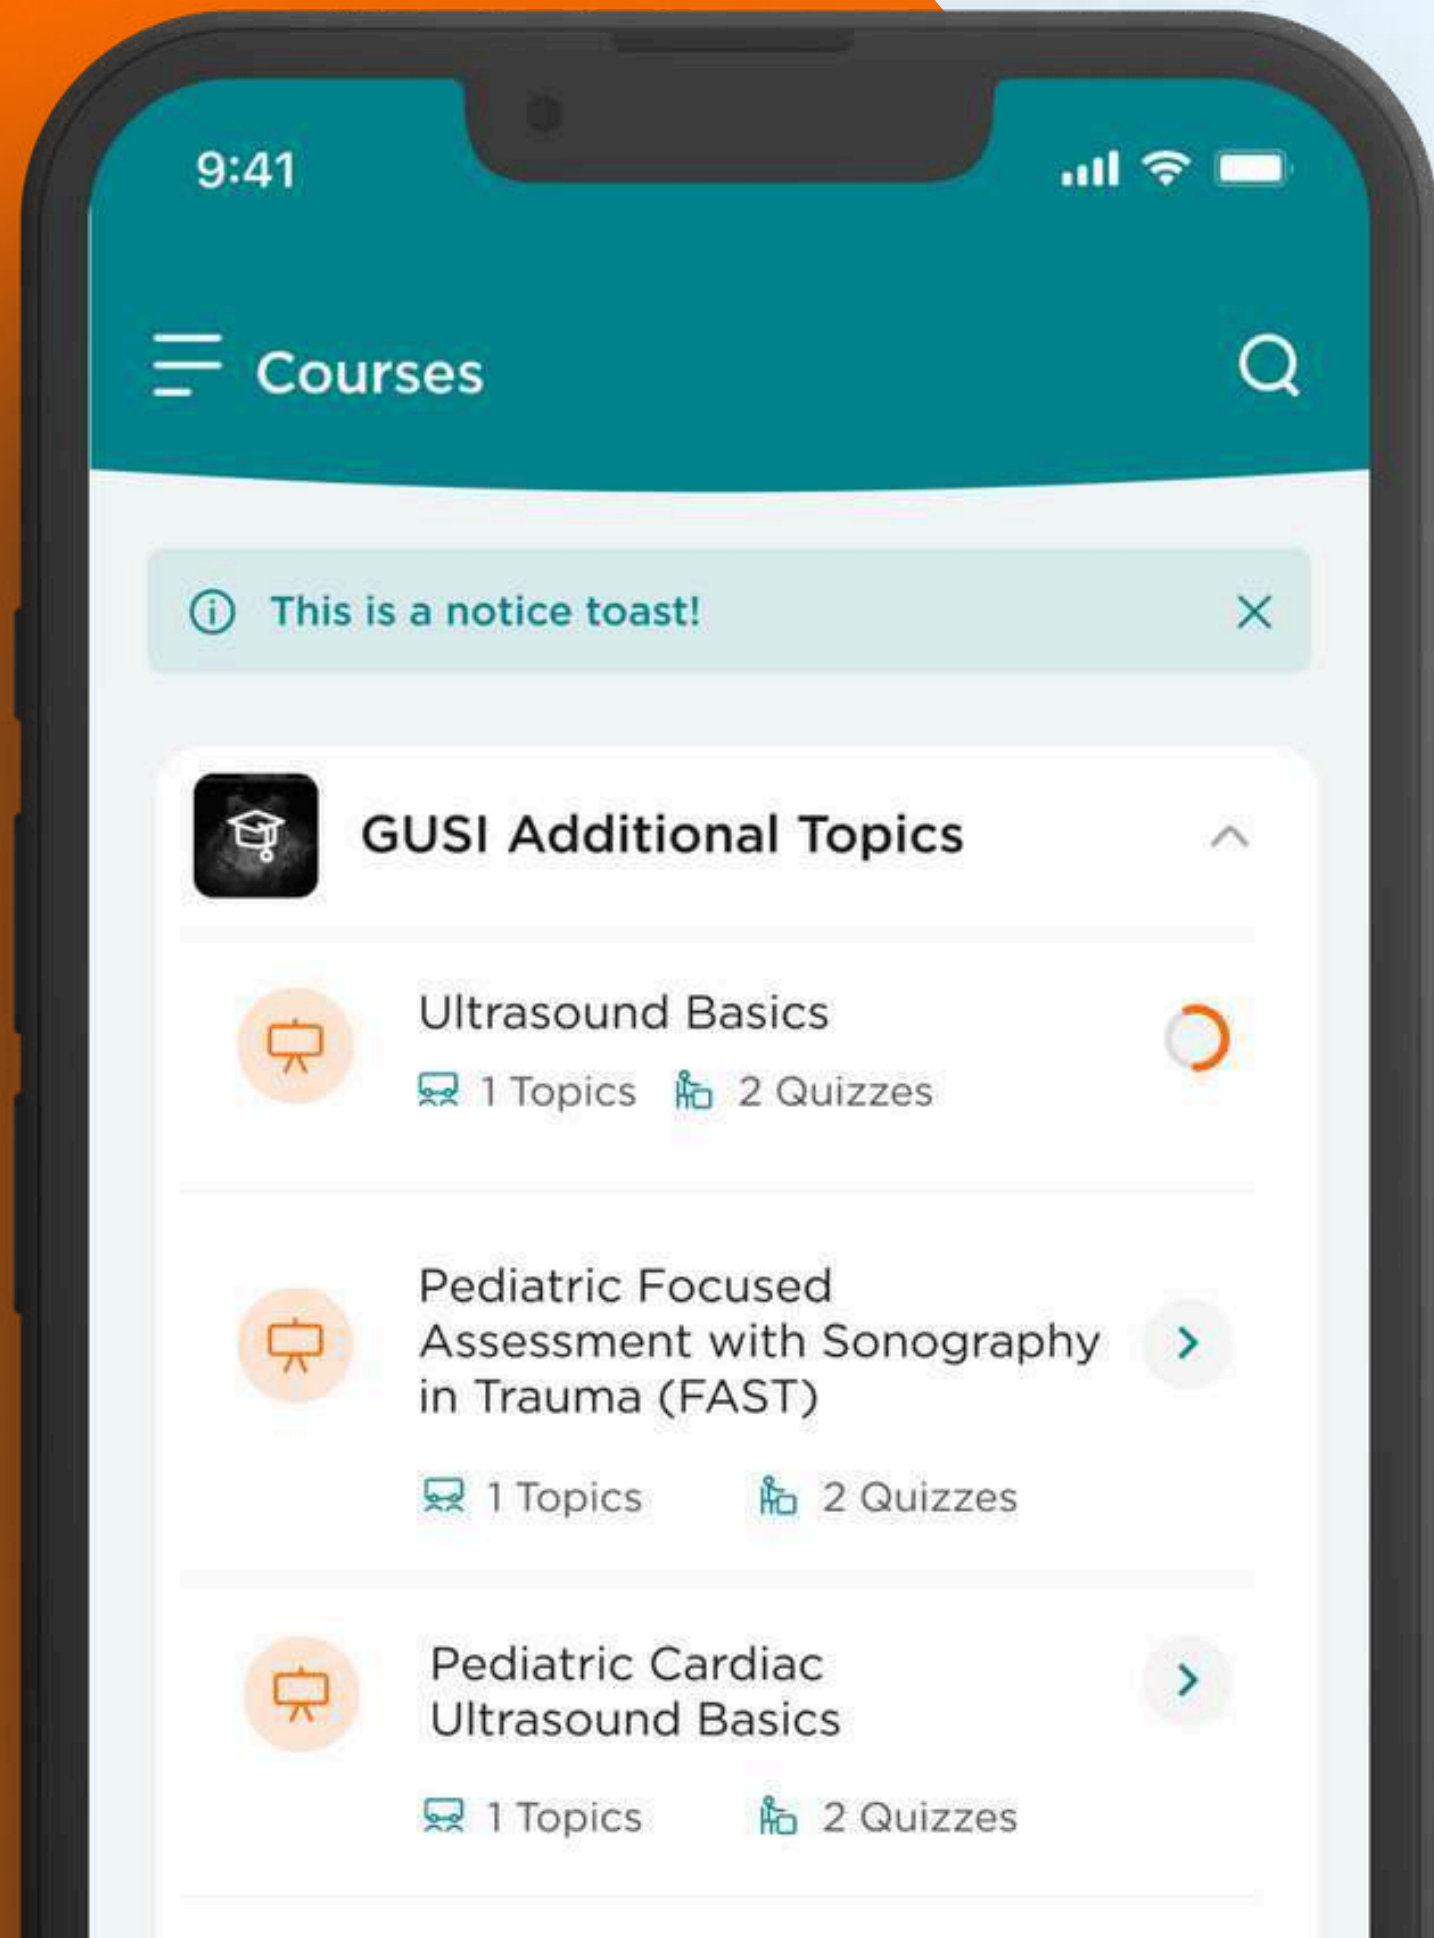 9:41
Courses
This is a notice toast!
GUSI Additional Topics
Ultrasound Basics
1 Topics 2 Quizzes
Pediatric Focused
Assessment with Sonography
in Trauma (FAST)
1 Topics 2 Quizzes
Pediatric Cardiac
Ultrasound Basics
1 Topics 2 Quizzes